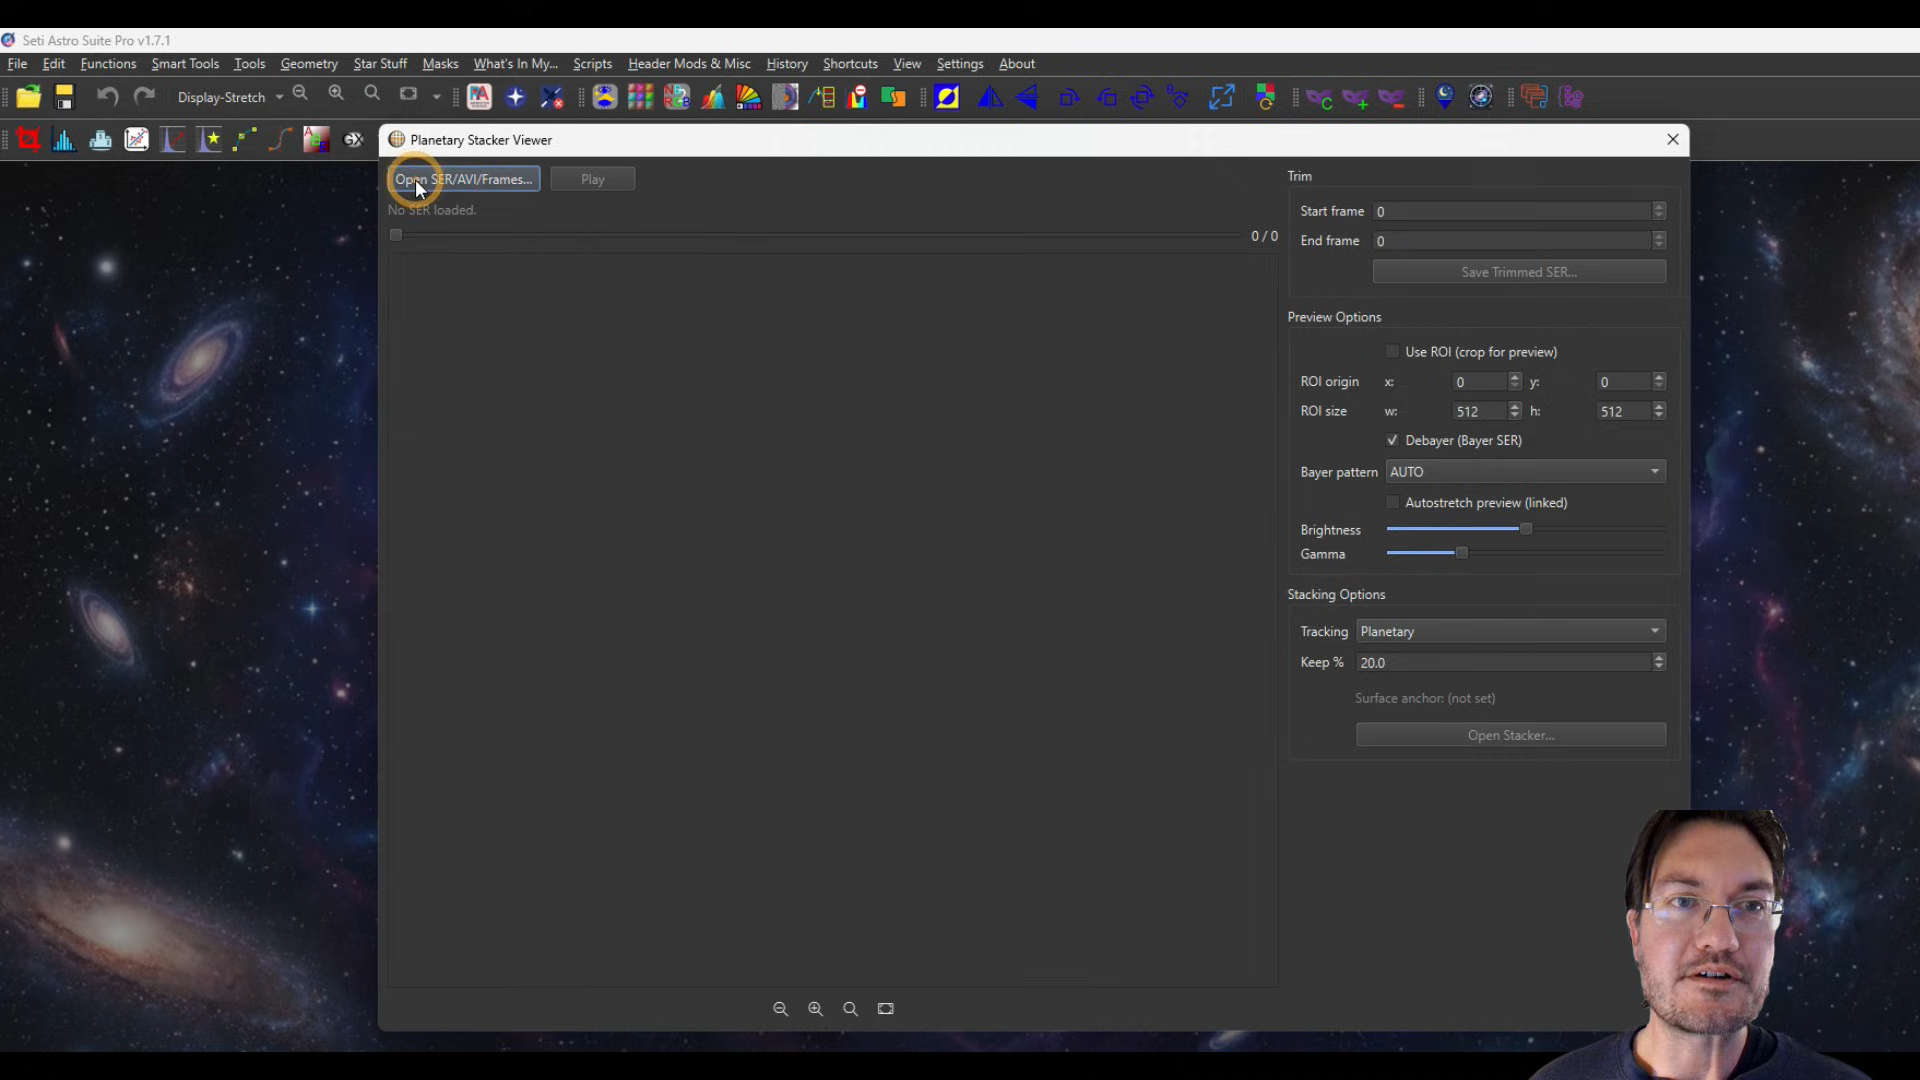 Seti Astro Suite Pro v1.7.1
File Edit Functions Smart Tools Tools Geometry Star Stuff Masks What's In My... Scripts Header Mods & Misc History Shortcuts View Settings About
Display-Stretch
Planetary Stacker Viewer
Open SER/AVI/Frames... Play
No SER loaded.
0 / 0
Trim
Start frame 0
End frame 0
Save Trimmed SER...
Preview Options
Use ROI (crop for preview)
ROI origin x: 0 y: 0
ROI size w: 512 h: 512
Debayer (Bayer SER)
Bayer pattern AUTO
Autostretch preview (linked)
Brightness
Gamma
Stacking Options
Tracking Planetary
Keep % 20.0
Surface anchor: (not set)
Open Stacker...